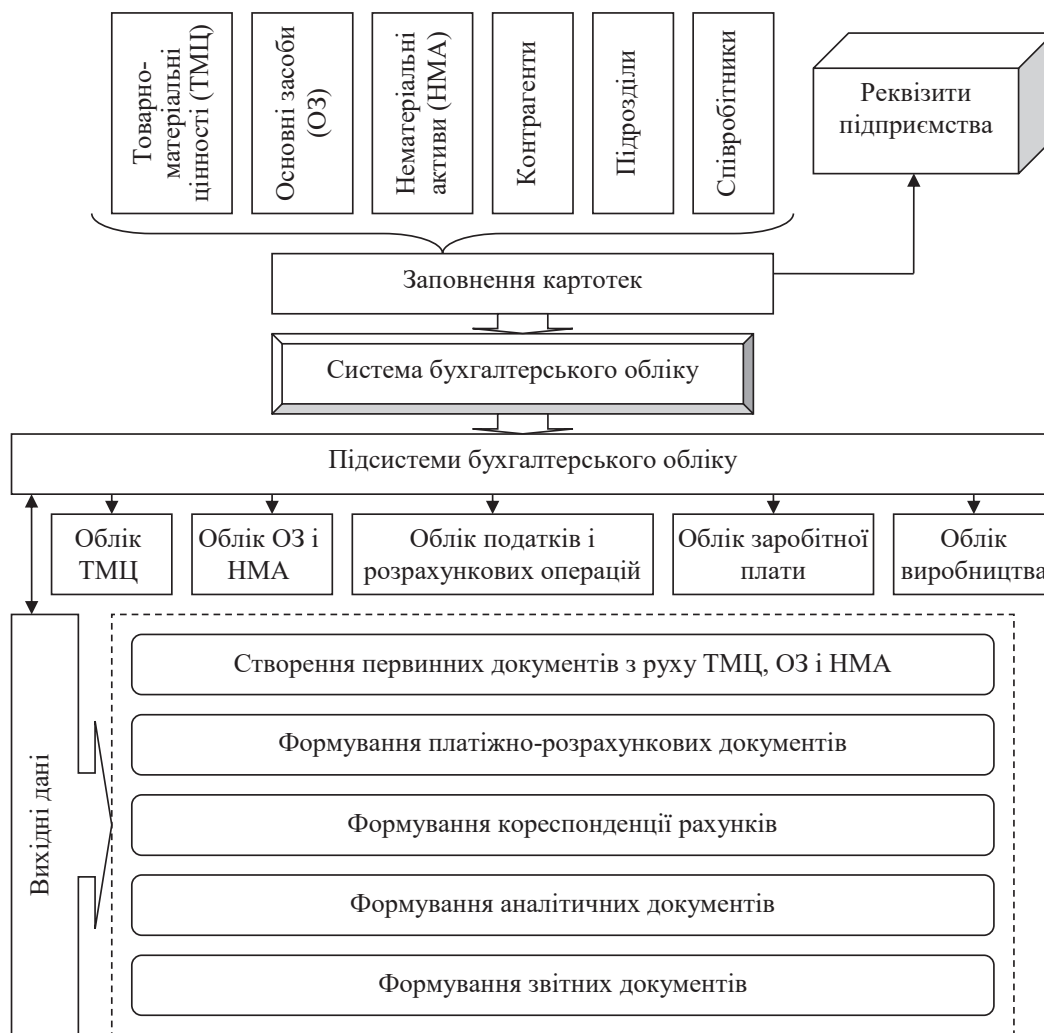 Товарно-
матеріальні
цінності (ТМЦ)
Основні засоби
(ОЗ)
Нематеріальні
активи (НМА)
Контрагенти
Підрозділи
Співробітники
Реквізити
підприємства
Заповнення картотек
Система бухгалтерського обліку
Підсистеми бухгалтерського обліку
Облік
ТМЦ
Облік ОЗ і
НМА
Облік податків і
розрахункових операцій
Облік заробітної
плати
Облік
виробництва
Вихідні дані
Створення первинних документів з руху ТМЦ, ОЗ і НМА
Формування платіжно-розрахункових документів
Формування кореспонденції рахунків
Формування аналітичних документів
Формування звітних документів